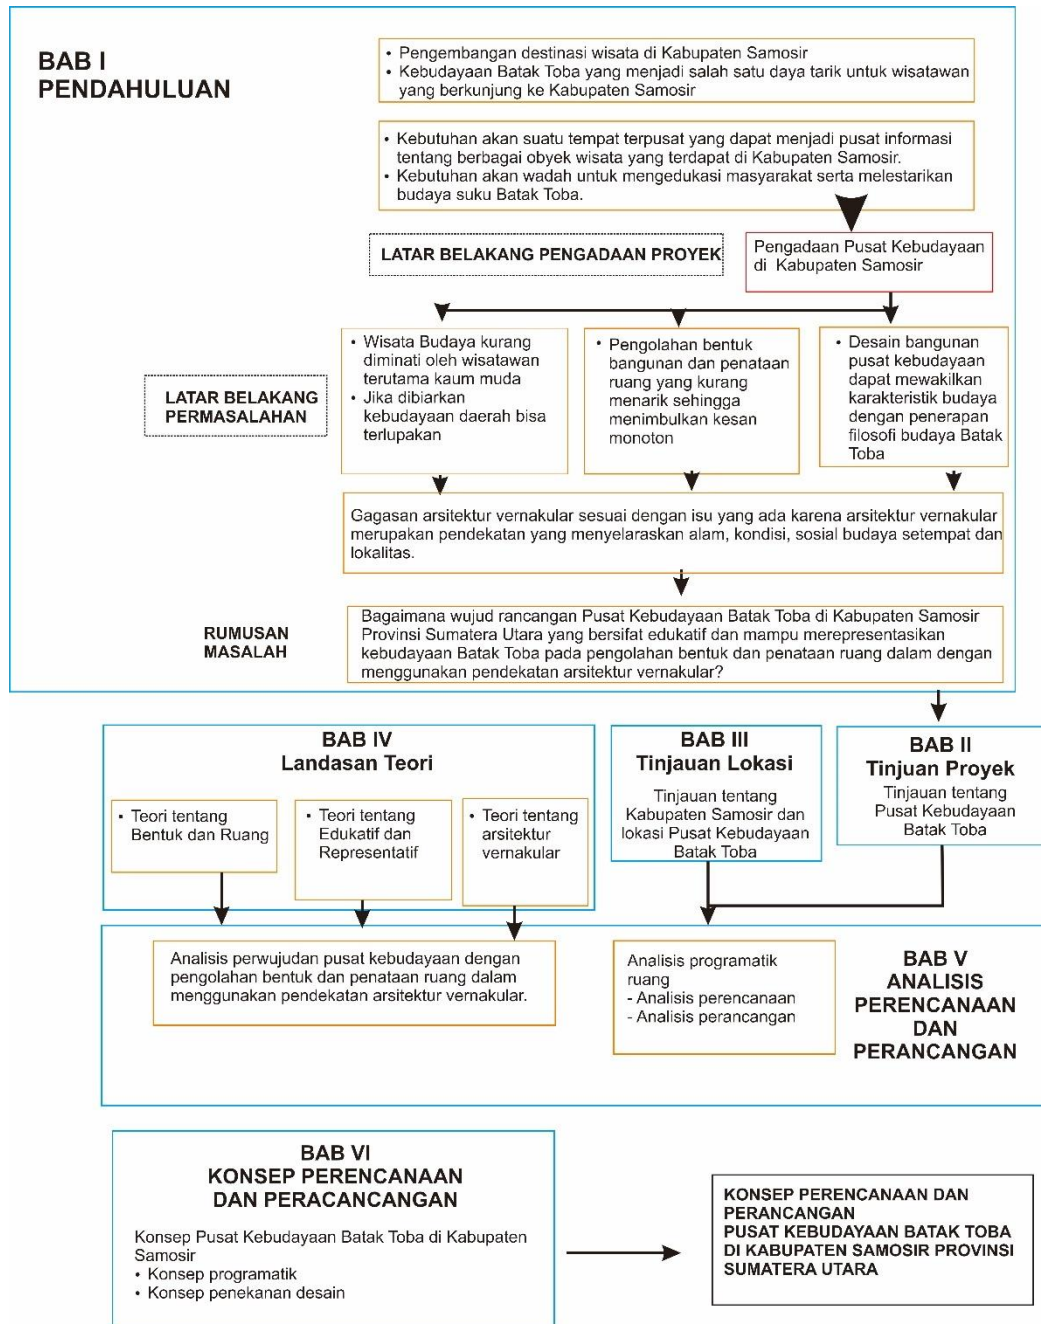 BAB I
PENDAHULUAN
• Pengembangan destinasi wisata di Kabupaten Samosir
• Kebudayaan Batak Toba yang menjadi salah satu daya tarik untuk wisatawan
yang berkunjung ke Kabupaten Samosir
• Kebutuhan akan suatu tempat terpusat yang dapat menjadi pusat informasi
tentang berbagai obyek wisata yang terdapat di Kabupaten Samosir.
• Kebutuhan akan wadah untuk mengedukasi masyarakat serta melestarikan
budaya suku Batak Toba.
LATAR BELAKANG PENGADAAN PROYEK
Pengadaan Pusat Kebudayaan
di Kabupaten Samosir
LATAR BELAKANG
PERMASALAHAN
• Wisata Budaya kurang
diminati oleh wisatawan
terutama kaum muda
• Jika dibiarkan
kebudayaan daerah bisa
terlupakan
• Pengolahan bentuk
bangunan dan penataan
ruang yang kurang
menarik sehingga
menimbulkan kesan
monoton
• Desain bangunan
pusat kebudayaan
dapat mewakilkan
karakteristik budaya
dengan penerapan
filosofi budaya Batak
Toba
Gagasan arsitektur vernakular sesuai dengan isu yang ada karena arsitektur vernakular
merupakan pendekatan yang menyelaraskan alam, kondisi, sosial budaya setempat dan
lokalitas.
RUMUSAN
MASALAH
Bagaimana wujud rancangan Pusat Kebudayaan Batak Toba di Kabupaten Samosir
Provinsi Sumatera Utara yang bersifat edukatif dan mampu merepresentasikan
kebudayaan Batak Toba pada pengolahan bentuk dan penataan ruang dalam dengan
menggunakan pendekatan arsitektur vernakular?
BAB IV
Landasan Teori
• Teori tentang
Bentuk dan Ruang
• Teori tentang
Edukatif dan
Representatif
• Teori tentang
arsitektur
vernakular
BAB III
Tinjauan Lokasi
Tinjauan tentang
Kabupaten Samosir dan
lokasi Pusat Kebudayaan
Batak Toba
BAB II
Tinjuan Proyek
Tinjauan tentang
Pusat Kebudayaan
Batak Toba
Analisis perwujudan pusat kebudayaan dengan
pengolahan bentuk dan penataan ruang dalam
menggunakan pendekatan arsitektur vernakular.
Analisis programatik
ruang
- Analisis perencanaan
- Analisis perancangan
BAB V
ANALISIS
PERENCANAAN
DAN
PERANCANGAN
BAB VI
KONSEP PERENCANAAN
DAN PERACANCANGAN
Konsep Pusat Kebudayaan Batak Toba di Kabupaten
Samosir
• Konsep programatik
• Konsep penekanan desain
KONSEP PERENCANAAN DAN
PERANCANGAN
PUSAT KEBUDAYAAN BATAK TOBA
DI KABUPATEN SAMOSIR PROVINSI
SUMATERA UTARA